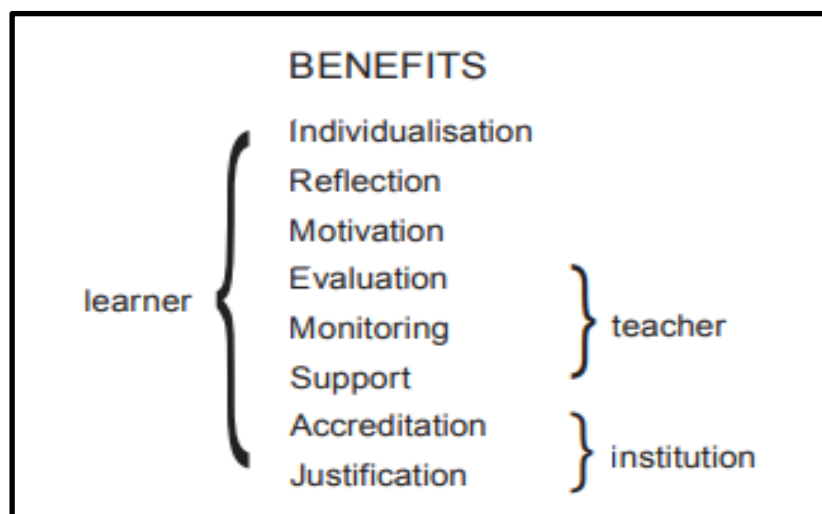 BENEFITS
Individualisation
Reflection
Motivation
Evaluation
learner
Monitoring
teacher
Support
Accreditation
institution
Justification